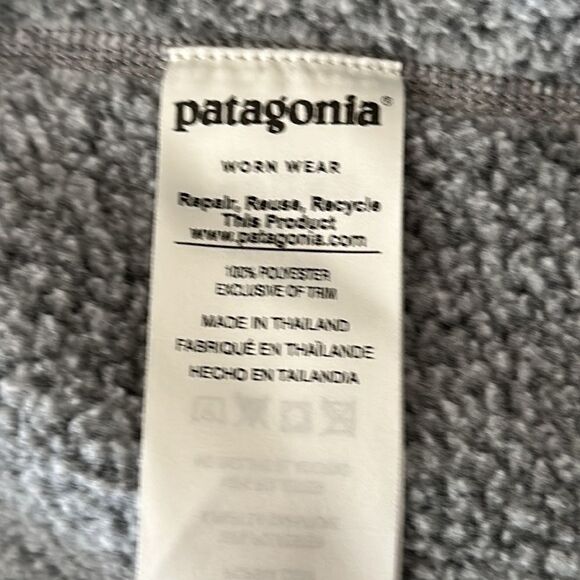 patagonia®
WORN WEAR
Repair, Reuse, Recycle
This Product
www.patagonia.com
100% POLYESTER
EXCLUSIVE OF TRIM
MADE IN THAILAND
FABRIQUÉ EN THAÏLANDE
HECHO EN TAILANDIA